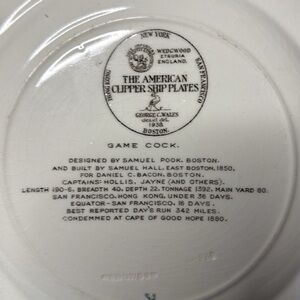 NEW YORK
HONG KONG
SAN FRANCISCO
WEDGWOOD
ETRURIA
ENGLAND.
THE AMERICAN
CLIPPER SHIP PLATES
GEORGE C. WALES
del.
1938
BOSTON.
GAME COCK.
DESIGNED BY SAMUEL POOK, BOSTON.
AND BUILT BY SAMUEL HALL, EAST BOSTON, 1850,
FOR DANIEL C. BACON, BOSTON.
CAPTAINS: HOLLIS, JAYNE (AND OTHERS).
LENGTH 190-6. BREADTH 40. DEPTH 22. TONNAGE 1392. MAIN YARD 80.
SAN FRANCISCO, HONG KONG, UNDER 36 DAYS.
EQUATOR-SAN FRANCISCO, 16 DAYS
BEST REPORTED DAY'S RUN 342 MILES.
CONDEMNED AT CAPE OF GOOD HOPE 1880.